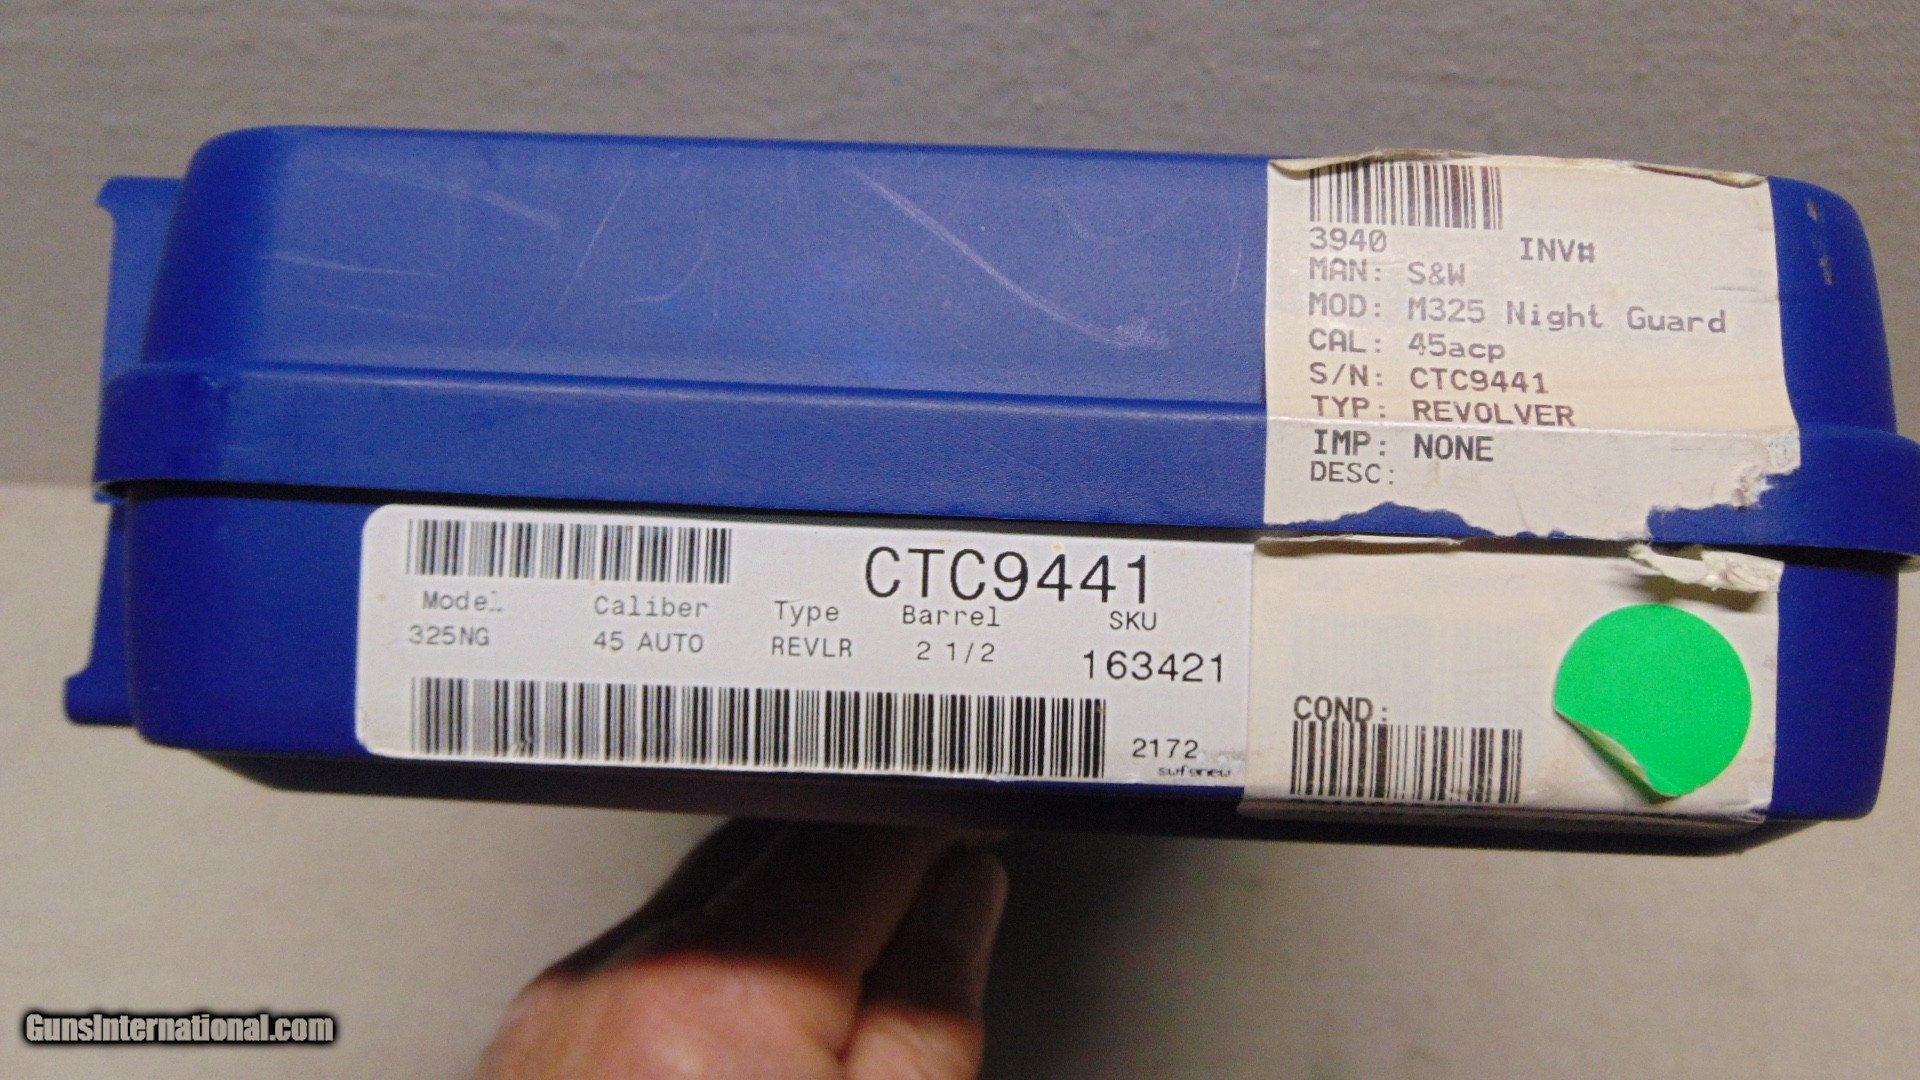 3940 INV#
MAN: S&W
MOD: M325 Night Guard
CAL: 45acp
S/N: CTC9441
TYP: REVOLVER
IMP: NONE
DESC:
CTC9441
Model Caliber Type Barrel SKU
325NG 45 AUTO REVLR 2 1/2 163421
2172
COND:
GunsInternational.com